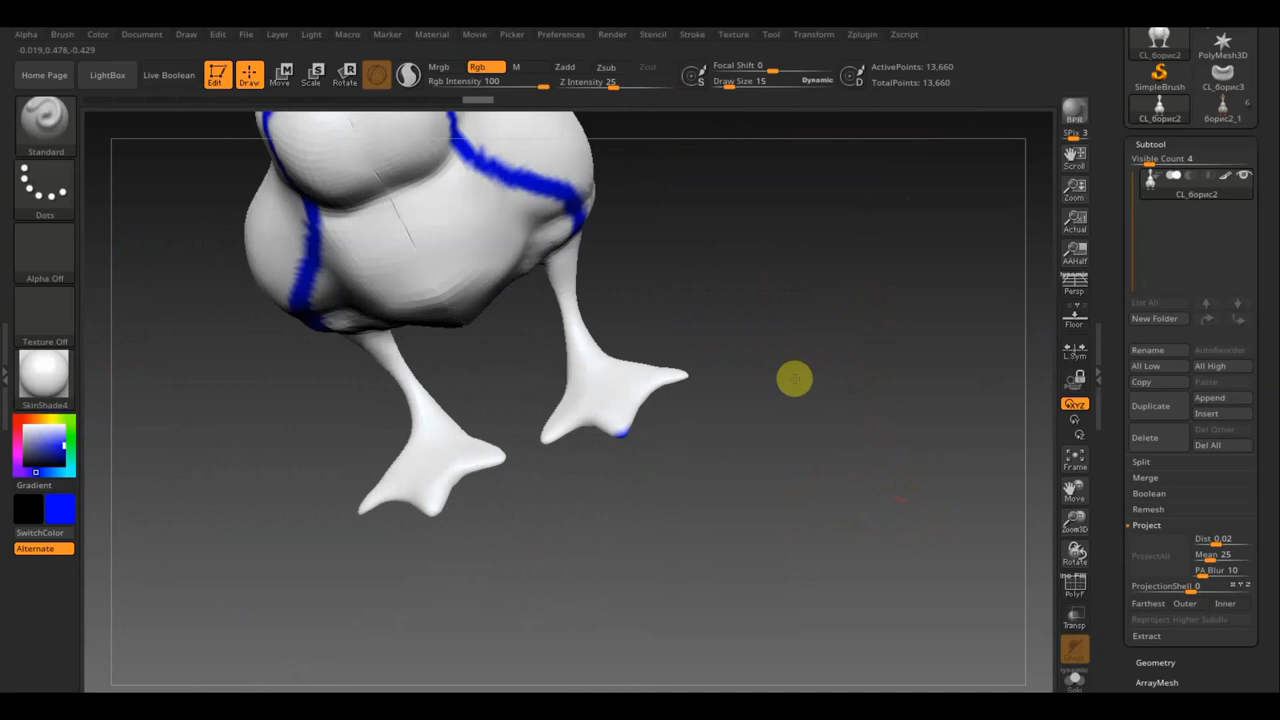 Alpha Brush Color Document Draw Edit File Layer Light Macro Marker Material Movie Picker Preferences Render Stencil Stroke Texture Tool Transform Zplugin Zscript
-0.019,0.478,-0.429
Home Page LightBox Live Boolean Edit Draw Move Scale Rotate
Mrgb Rgb M Zadd Zsub Zcut
Rgb Intensity 100 Z Intensity 25
Focal Shift 0
Draw Size 15 Dynamic
ActivePoints: 13,660
TotalPoints: 13,660
Standard
Dots
Alpha Off
Texture Off
SkinShade4
Gradient
SwitchColor
Alternate
BPR
SPix 3
Scroll
Zoom
Actual
AAHalf
Persp
Floor
L.Sym
XYZ
Frame
Move
Zoom3D
Rotate
PolyF
Transp
Solo
CL_борис2 PolyMesh3D
SimpleBrush CL_борис3
6
CL_борис2 борис2_1
Subtool
Visible Count 4
CL_борис2
List All
New Folder
Rename AutoReorder
All Low All High
Copy Paste
Duplicate Append
Insert
Delete Del Other
Del All
Split
Merge
Boolean
Remesh
Project
ProjectAll Dist 0.02
Mean 25
PA Blur 10
ProjectionShell 0
Farthest Outer Inner
Reproject Higher Subdiv
Extract
Geometry
ArrayMesh